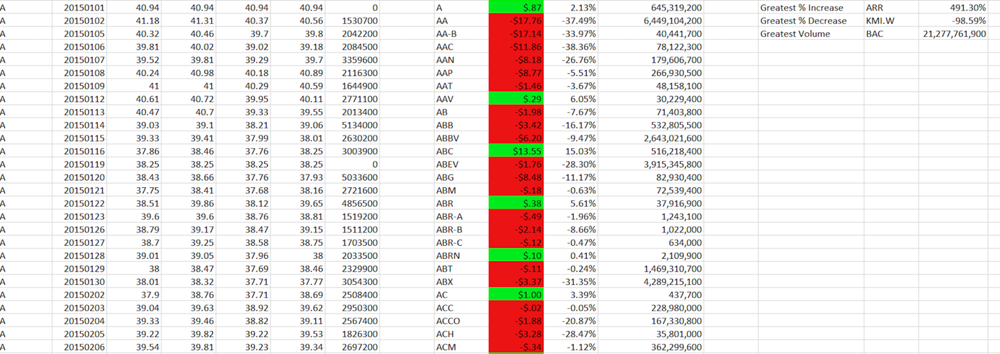 A 20150101 40.94 40.94 40.94 40.94 0 A $.87 2.13% 645,319,200 Greatest % Increase ARR 491.30%
A 20150102 41.18 41.31 40.37 40.56 1530700 AA -$17.76 -37.49% 6,449,104,200 Greatest % Decrease KMI.W -98.59%
A 20150105 40.32 40.46 39.7 39.8 2042200 AA-B -$17.14 -33.97% 40,441,700 Greatest Volume BAC 21,277,761,900
A 20150106 39.81 40.02 39.02 39.18 2084500 AAC -$11.86 -38.36% 78,122,300
A 20150107 39.52 39.81 39.29 39.7 3359600 AAN -$8.18 -26.76% 179,606,700
A 20150108 40.24 40.98 40.18 40.89 2116300 AAP -$8.77 -5.51% 266,930,500
A 20150109 41 41 40.29 40.59 1644900 AAT -$1.46 -3.67% 48,158,100
A 20150112 40.61 40.72 39.95 40.11 2771100 AAV $.29 6.05% 30,229,400
A 20150113 40.47 40.7 39.33 39.55 2013400 AB -$1.98 -7.67% 71,403,800
A 20150114 39.03 39.1 38.21 39.06 5134000 ABB -$3.42 -16.17% 532,805,500
A 20150115 39.33 39.41 37.99 38.01 2630200 ABBV -$6.20 -9.47% 2,643,021,600
A 20150116 37.86 38.46 37.76 38.25 3003900 ABC $13.55 15.03% 516,218,400
A 20150119 38.25 38.25 38.25 38.25 0 ABEV -$1.76 -28.30% 3,915,345,800
A 20150120 38.43 38.66 37.76 37.93 5033600 ABG -$8.48 -11.17% 82,930,400
A 20150121 37.75 38.41 37.68 38.16 2721600 ABM -$.18 -0.63% 72,539,400
A 20150122 38.51 39.86 38.12 39.65 4856500 ABR $.38 5.61% 37,916,900
A 20150123 39.6 39.6 38.76 38.81 1519200 ABR-A -$.49 -1.96% 1,243,100
A 20150126 38.79 39.17 38.47 39.15 1511200 ABR-B -$2.14 -8.66% 1,022,000
A 20150127 38.7 39.25 38.58 38.75 1703500 ABR-C -$.12 -0.47% 634,000
A 20150128 39.01 39.05 37.96 38 2033500 ABRN $.10 0.41% 2,109,900
A 20150129 38 38.47 37.69 38.46 2329900 ABT -$.11 -0.24% 1,469,310,700
A 20150130 38.01 38.32 37.71 37.77 3054300 ABX -$3.37 -31.35% 4,289,215,100
A 20150202 37.9 38.76 37.71 38.69 2508400 AC $1.00 3.39% 437,700
A 20150203 39.04 39.63 38.92 39.62 2950300 ACC -$.02 -0.05% 228,980,000
A 20150204 39.33 39.46 38.82 39.11 2567400 ACCO -$1.88 -20.87% 167,330,800
A 20150205 39.22 39.82 39.22 39.53 1826300 ACH -$3.28 -28.47% 35,801,000
A 20150206 39.54 39.81 39.23 39.34 2697200 ACM -$.34 -1.12% 362,299,600